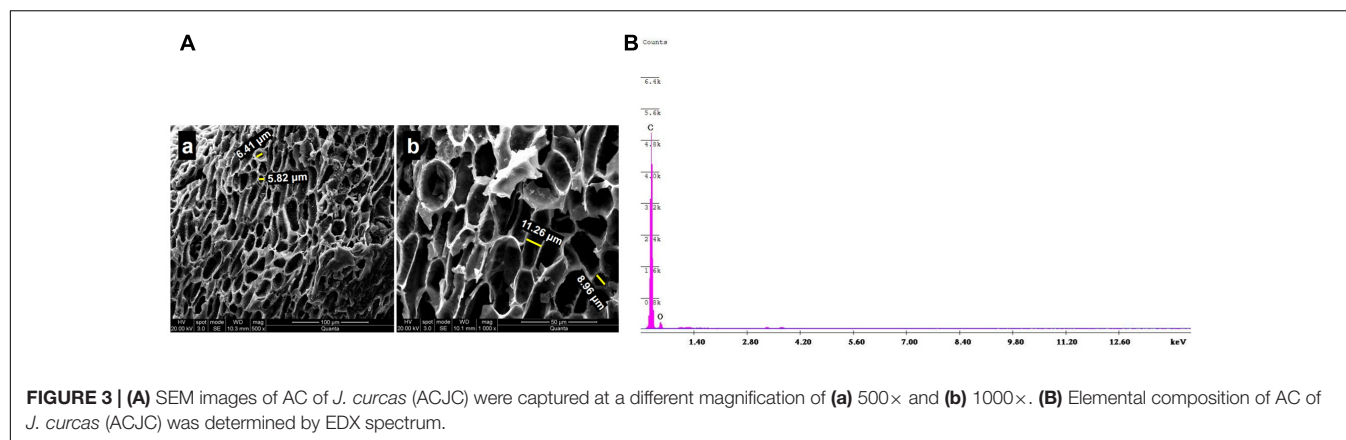 A
B
Counts
6.4k
5.6k
C
4.8k
4.0k
3.2k
2.4k
1.6k
0.8k
O
1.40 2.80 4.20 5.60 7.00 8.40 9.80 11.20 12.60 keV
a
6.41 µm
5.82 µm
HV spot mode WD mag
20.00 kV 3.0 SE 10.3 mm 500 x
100 µm
Quanta
b
11.26 µm
8.96 µm
HV spot mode WD mag
20.00 kV 3.0 SE 10.1 mm 1 000 x
50 µm
Quanta
FIGURE 3 | (A) SEM images of AC of J. curcas (ACJC) were captured at a different magnification of (a) 500× and (b) 1000×. (B) Elemental composition of AC of
J. curcas (ACJC) was determined by EDX spectrum.